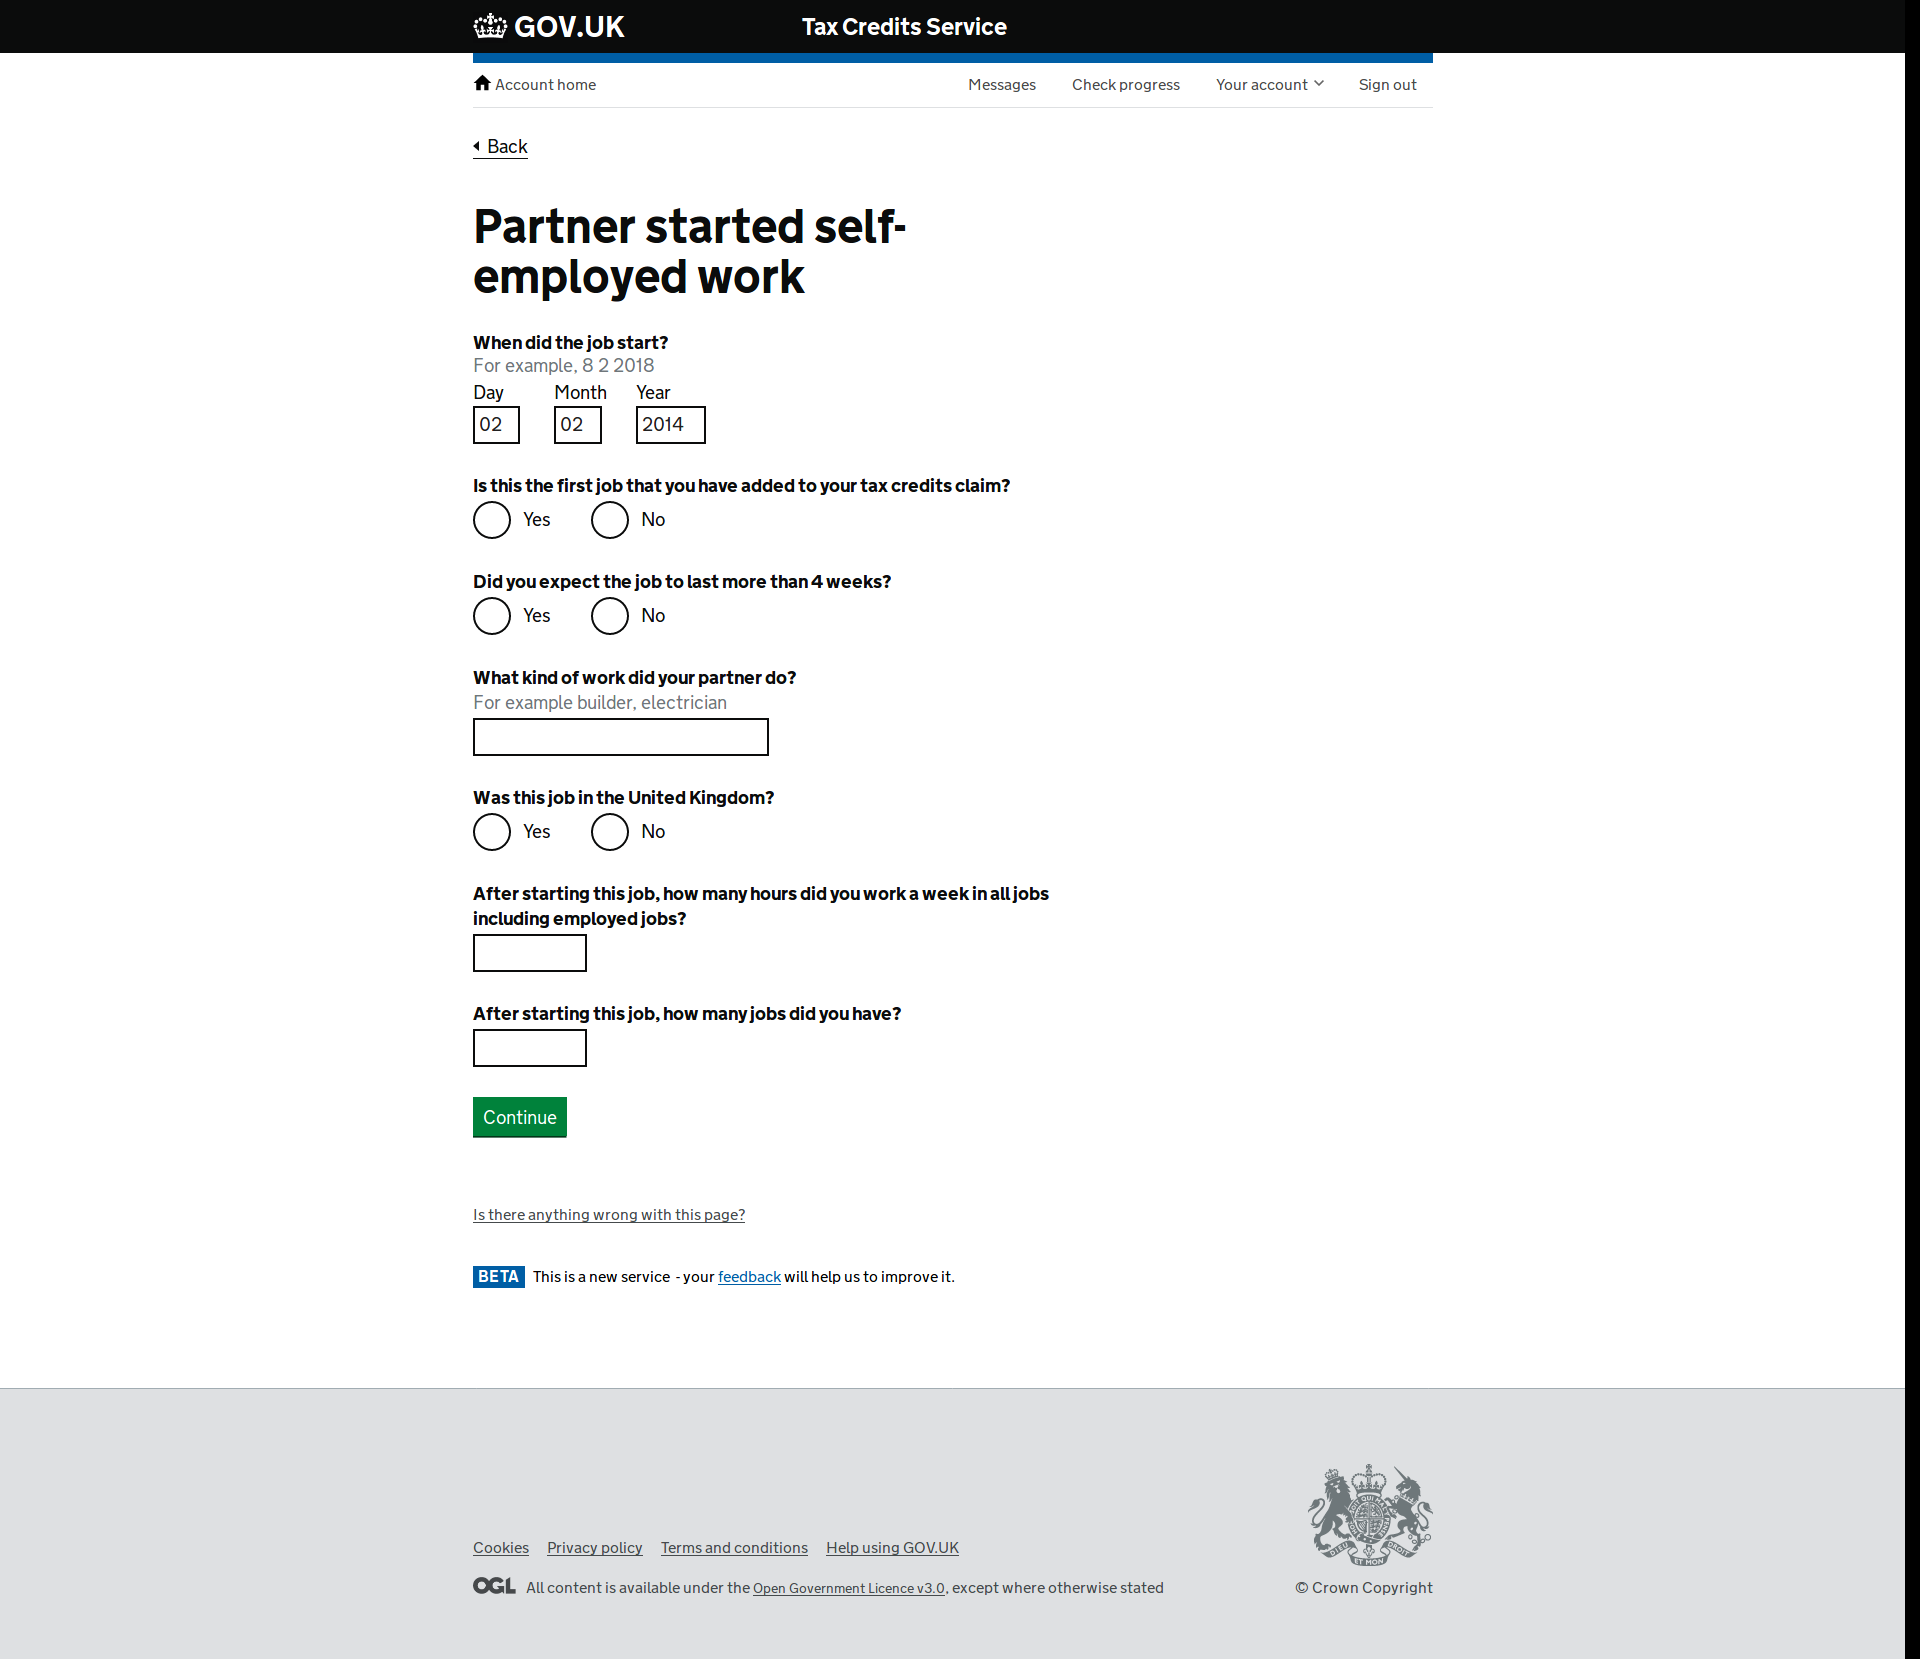 GOV.UK
Tax Credits Service
Account home
Messages
Check progress
Your account
Sign out
Back
Partner started self-
employed work
When did the job start?
For example, 8 2 2018
Day Month Year
02 02 2014
Is this the first job that you have added to your tax credits claim?
Yes No
Did you expect the job to last more than 4 weeks?
Yes No
What kind of work did your partner do?
For example builder, electrician
Was this job in the United Kingdom?
Yes No
After starting this job, how many hours did you work a week in all jobs
including employed jobs?
After starting this job, how many jobs did you have?
Continue
Is there anything wrong with this page?
BETA This is a new service - your feedback will help us to improve it.
Cookies Privacy policy Terms and conditions Help using GOV.UK
OGL All content is available under the Open Government Licence v3.0, except where otherwise stated
© Crown Copyright